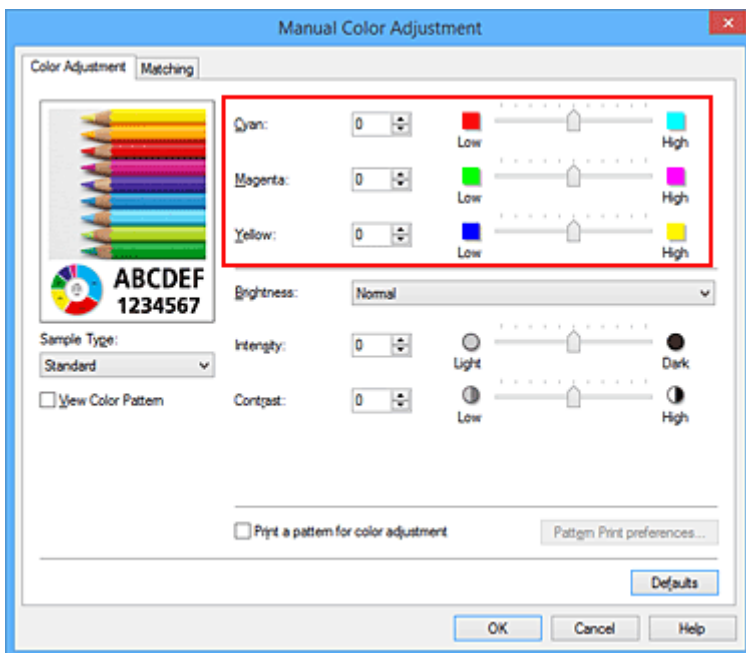 Manual Color Adjustment
Color Adjustment
Matching
Cyan:
0
Low
High
Magenta:
0
Low
High
Yellow:
0
Low
High
ABCDEF
1234567
Brightness:
Normal
Sample Type:
Standard
Intensity:
0
Light
Dark
View Color Pattern
Contrast:
0
Low
High
Print a pattern for color adjustment
Pattern Print preferences...
Defaults
OK
Cancel
Help